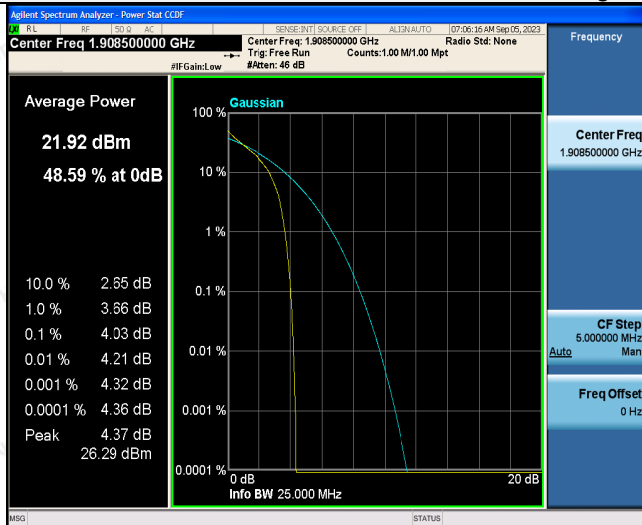 Agilent Spectrum Analyzer - Power Stat CCDF
RL RF 50 Ω AC SENSE:INT SOURCE OFF ALIGN AUTO 07:06:16 AM Sep 05, 2023
Center Freq 1.908500000 GHz
Center Freq: 1.908500000 GHz Radio Std: None
Trig: Free Run Counts:1.00 M/1.00 Mpt
#IFGain:Low #Atten: 46 dB
Frequency
Average Power
21.92 dBm
48.59 % at 0dB
10.0 % 2.85 dB
1.0 % 3.66 dB
0.1 % 4.03 dB
0.01 % 4.21 dB
0.001 % 4.32 dB
0.0001 % 4.36 dB
Peak 4.37 dB
26.29 dBm
Gaussian
100 %
10 %
1 %
0.1 %
0.01 %
0.001 %
0.0001 %
0 dB 20 dB
Info BW 25.000 MHz
Center Freq
1.908500000 GHz
CF Step
5.000000 MHz
Auto Man
Freq Offset
0 Hz
MSG STATUS